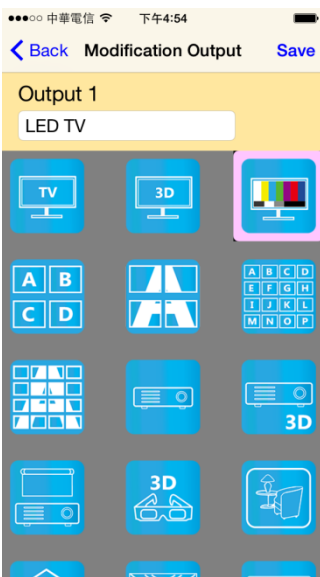 中華電信 下午4:54
Back Modification Output Save
Output 1
LED TV
TV 3D
A B A B C D
C D E F G H
I J K L
M N O P
3D
3D